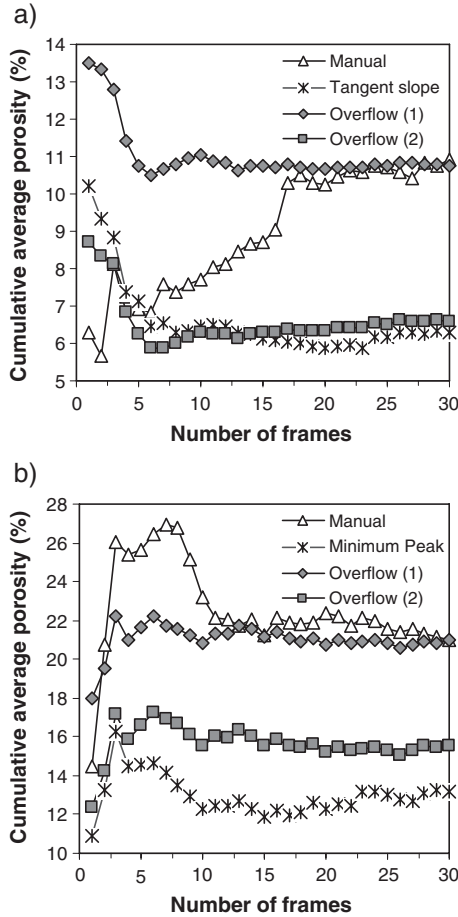 a)
Cumulative average porosity (%)
14
13
12
11
10
9
8
7
6
5
0 5 10 15 20 25 30
Number of frames
Manual
Tangent slope
Overflow (1)
Overflow (2)
b)
Cumulative average porosity (%)
28
26
24
22
20
18
16
14
12
10
0 5 10 15 20 25 30
Number of frames
Manual
Minimum Peak
Overflow (1)
Overflow (2)